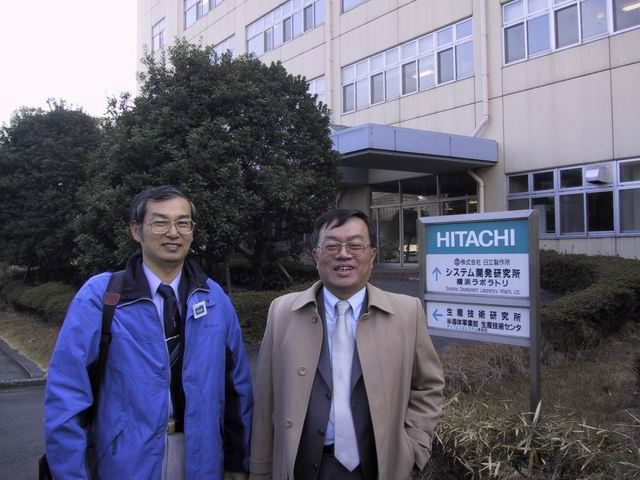 HITACHI
株式会社 日立製作所
システム開発研究所
横浜ラボラトリ
Systems Development Laboratory, Hitachi, Ltd.
生産技術研究所
半導体事業部 生産技術センタ